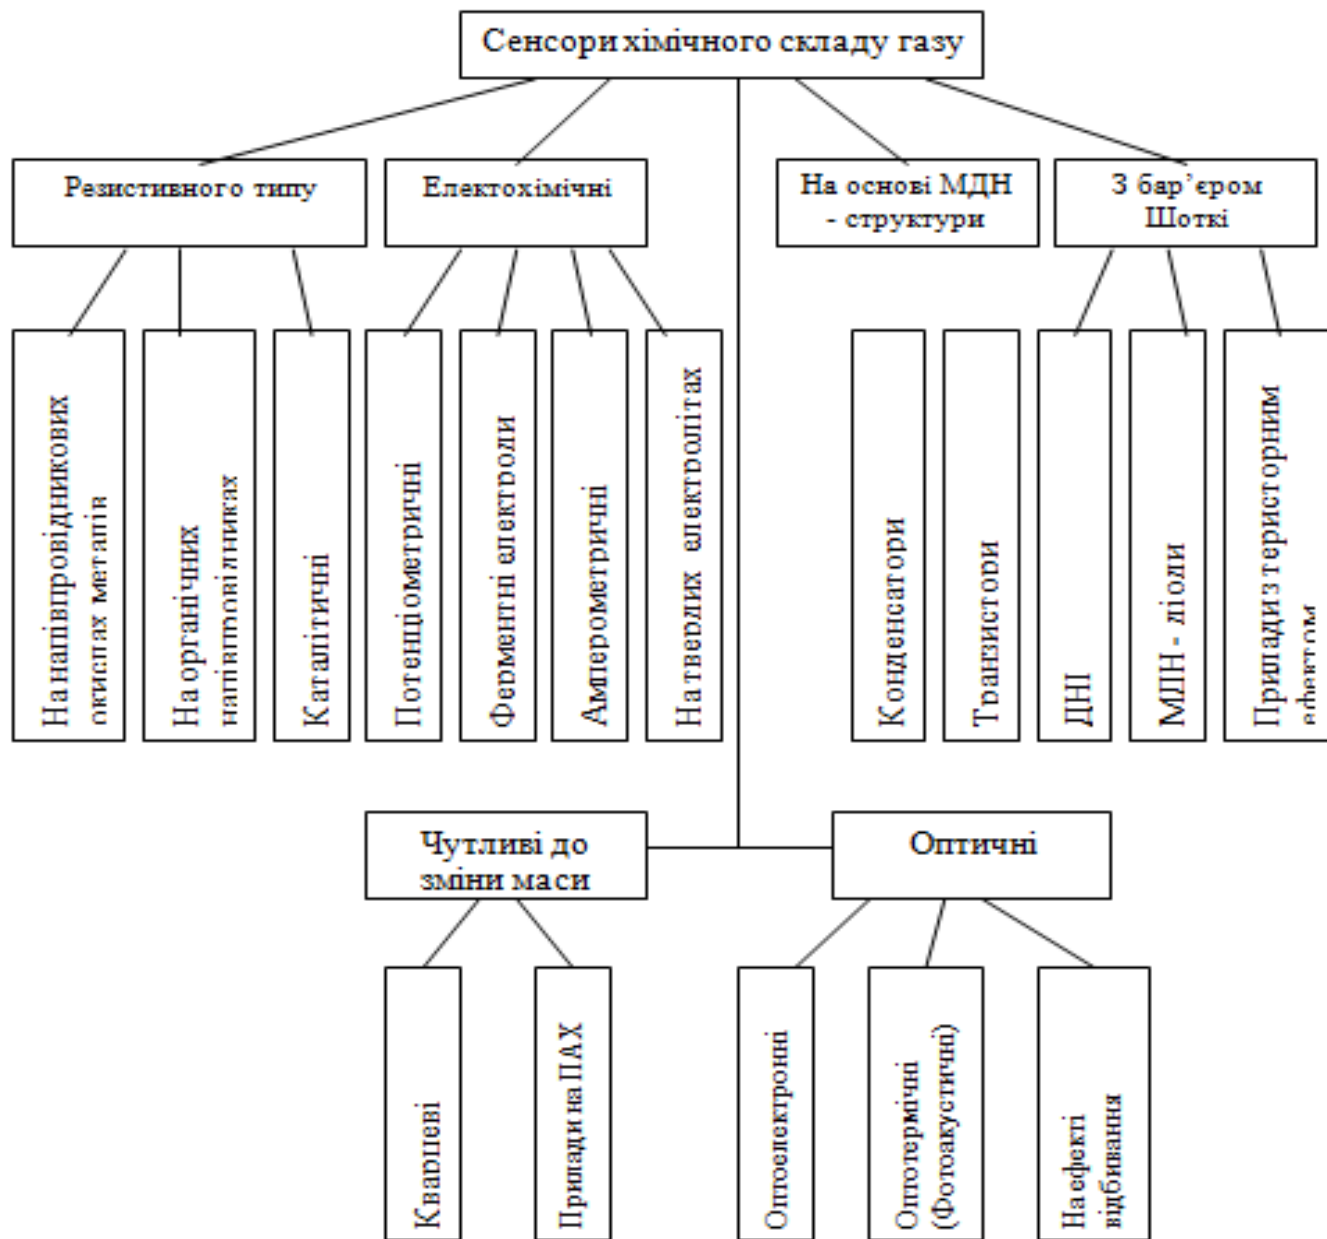 Сенсори хімічного складу газу
Резистивного типу
Електохімічні
На основі МДН
- структури
З бар’єром
Шоткі
На напівпровідникових
окислах металів
На органічних
напівпровідниках
Каталітичні
Потенціометричні
Ферментні електроди
Амперометричні
На твердих електролітах
Конденсатори
Транзистори
ДНІ
МДН - діоди
Прилади з теристорним
ефектом
Чутливі до
зміни маси
Оптичні
Кварцеві
Прилади на ПАХ
Оптоелектронні
Оптотермічні
(Фотоакустичні)
На ефекті
відбивання